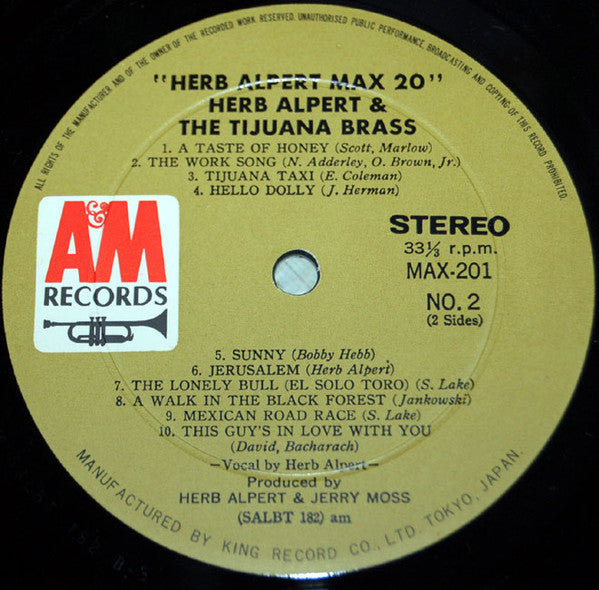 ALL RIGHTS OF THE MANUFACTURER AND OF THE OWNER OF THE RECORDED WORK RESERVED. UNAUTHORISED PUBLIC PERFORMANCE, BROADCASTING AND COPYING OF THIS RECORD PROHIBITED.
"HERB ALPERT MAX 20"
HERB ALPERT &
THE TIJUANA BRASS
1. A TASTE OF HONEY (Scott, Marlow)
2. THE WORK SONG (N. Adderley, O. Brown, Jr.)
3. TIJUANA TAXI (E. Coleman)
4. HELLO DOLLY (J. Herman)
A&M
RECORDS
STEREO
33⅓ r.p.m.
MAX-201
NO. 2
(2 Sides)
5. SUNNY (Bobby Hebb)
6. JERUSALEM (Herb Alpert)
7. THE LONELY BULL (EL SOLO TORO) (S. Lake)
8. A WALK IN THE BLACK FOREST (Jankowski)
9. MEXICAN ROAD RACE (S. Lake)
10. THIS GUY'S IN LOVE WITH YOU
(David, Bacharach)
—Vocal by Herb Alpert—
Produced by
HERB ALPERT & JERRY MOSS
(SALBT 182) am
MANUFACTURED BY KING RECORD CO., LTD. TOKYO, JAPAN.